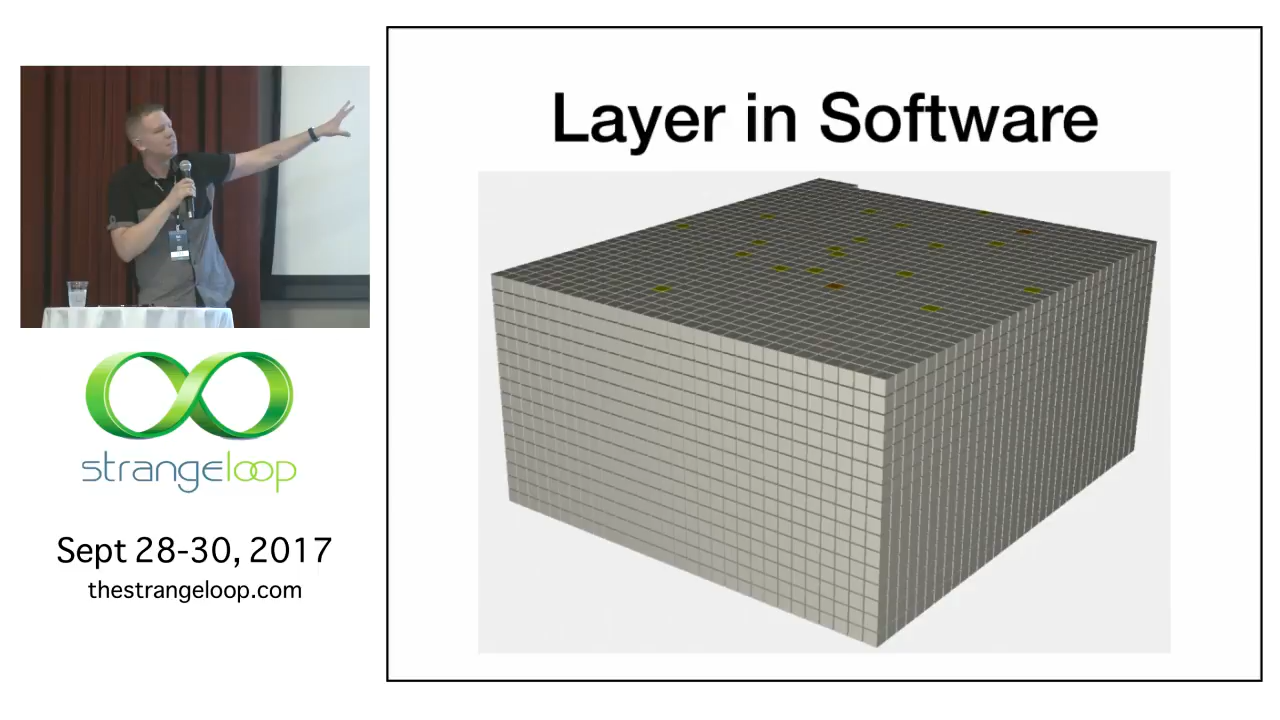 Layer in Software
strangeloop
Sept 28-30, 2017
thestrangeloop.com